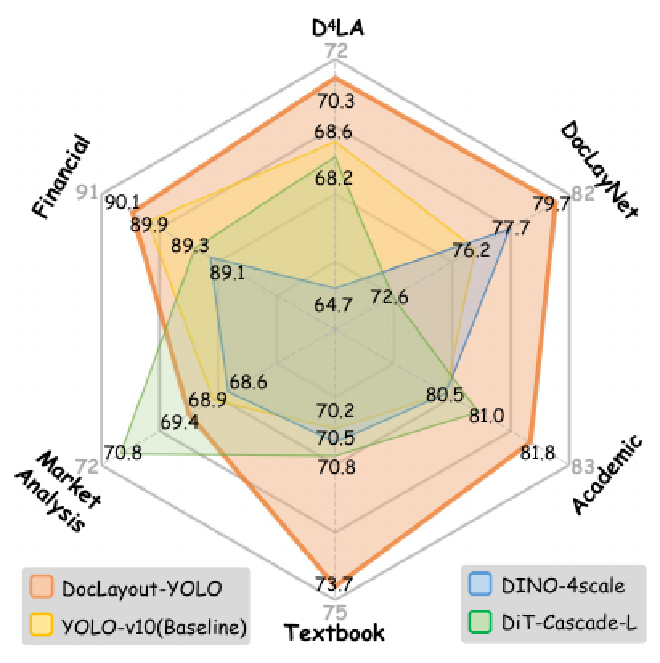 D⁴LA
72
70.3
68.6
68.2
Financial
DocLayNet
91
82
90.1
79.7
89.9
77.7
89.3
76.2
89.1
64.7
72.6
68.6
80.5
68.9
70.2
81.0
69.4
70.5
70.8
70.8
81.8
72
83
Market
Analysis
Academic
73.7
75
Textbook
DocLayout-YOLO
YOLO-v10(Baseline)
DINO-4scale
DiT-Cascade-L